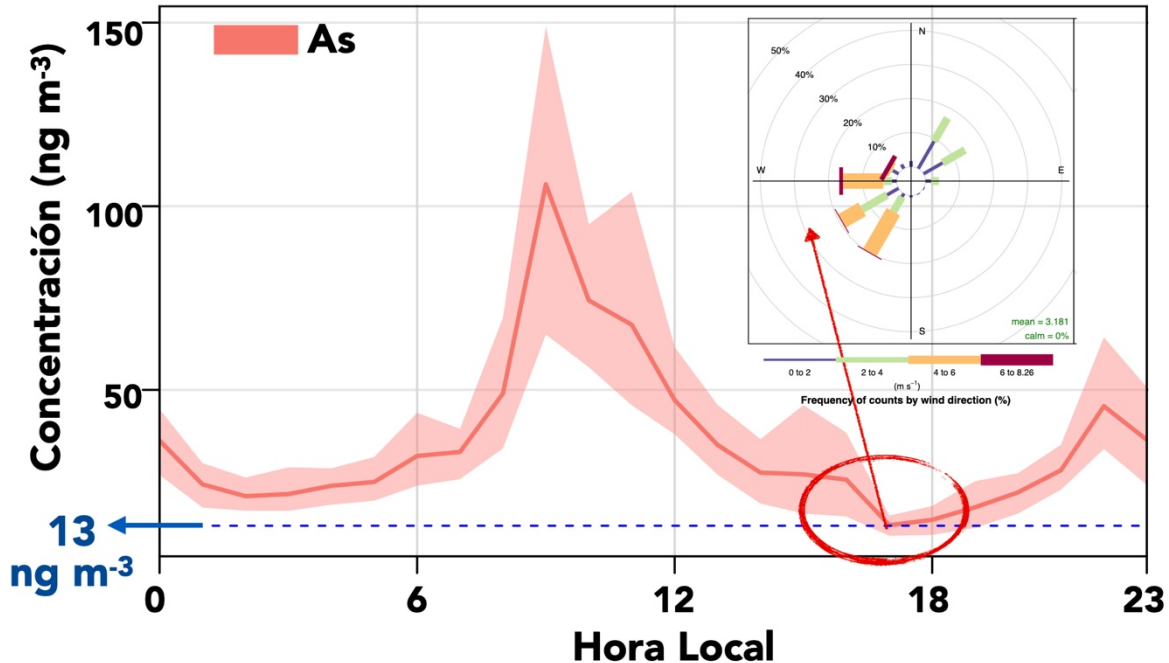 150
100
50
Concentración (ng m-3)
As
13
ng m-3
0
6
12
18
23
Hora Local
50%
40%
30%
20%
10%
N
W
E
S
mean = 3.181
calm = 0%
0 to 2
2 to 4
4 to 6
6 to 8.26
(m s⁻¹)
Frequency of counts by wind direction (%)